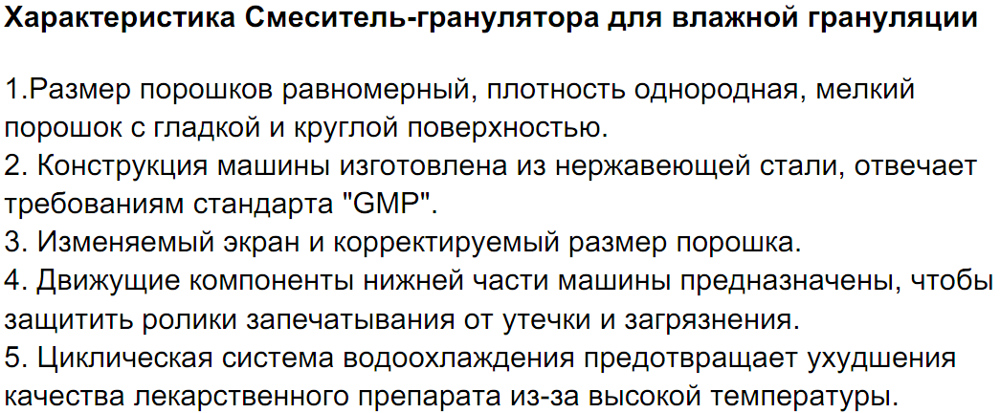 Характеристика Смеситель-гранулятора для влажной грануляции
1.Размер порошков равномерный, плотность однородная, мелкий
порошок с гладкой и круглой поверхностью.
2. Конструкция машины изготовлена из нержавеющей стали, отвечает
требованиям стандарта "GMP".
3. Изменяемый экран и корректируемый размер порошка.
4. Движущие компоненты нижней части машины предназначены, чтобы
защитить ролики запечатывания от утечки и загрязнения.
5. Циклическая система водоохлаждения предотвращает ухудшения
качества лекарственного препарата из-за высокой температуры.